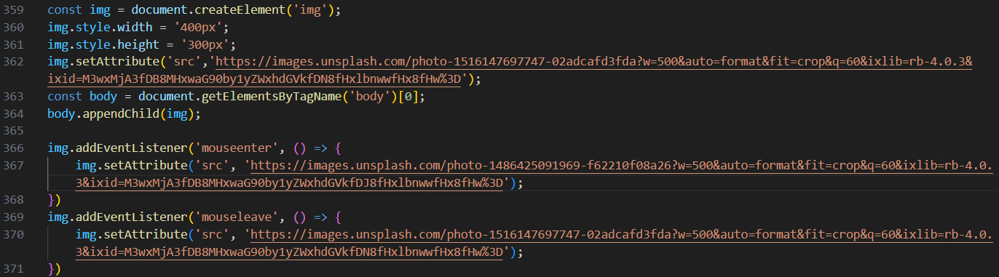 359 const img = document.createElement('img');
360 img.style.width = '400px';
361 img.style.height = '300px';
362 img.setAttribute('src','https://images.unsplash.com/photo-1516147697747-02adcafd3fda?w=500&auto=format&fit=crop&q=60&ixlib=rb-4.0.3&
ixid=M3wxMjA3fDB8MHxwaG90by1yZWxhdGVkfDN8fHxlbnwwfHx8fHw%3D');
363 const body = document.getElementsByTagName('body')[0];
364 body.appendChild(img);
365
366 img.addEventListener('mouseenter', () => {
367 img.setAttribute('src', 'https://images.unsplash.com/photo-1486425091969-f62210f08a26?w=500&auto=format&fit=crop&q=60&ixlib=rb-4.0.
3&ixid=M3wxMjA3fDB8MHxwaG90by1yZWxhdGVkfDJ8fHxlbnwwfHx8fHw%3D');
368 })
369 img.addEventListener('mouseleave', () => {
370 img.setAttribute('src', 'https://images.unsplash.com/photo-1516147697747-02adcafd3fda?w=500&auto=format&fit=crop&q=60&ixlib=rb-4.0.
3&ixid=M3wxMjA3fDB8MHxwaG90by1yZWxhdGVkfDN8fHxlbnwwfHx8fHw%3D');
371 })